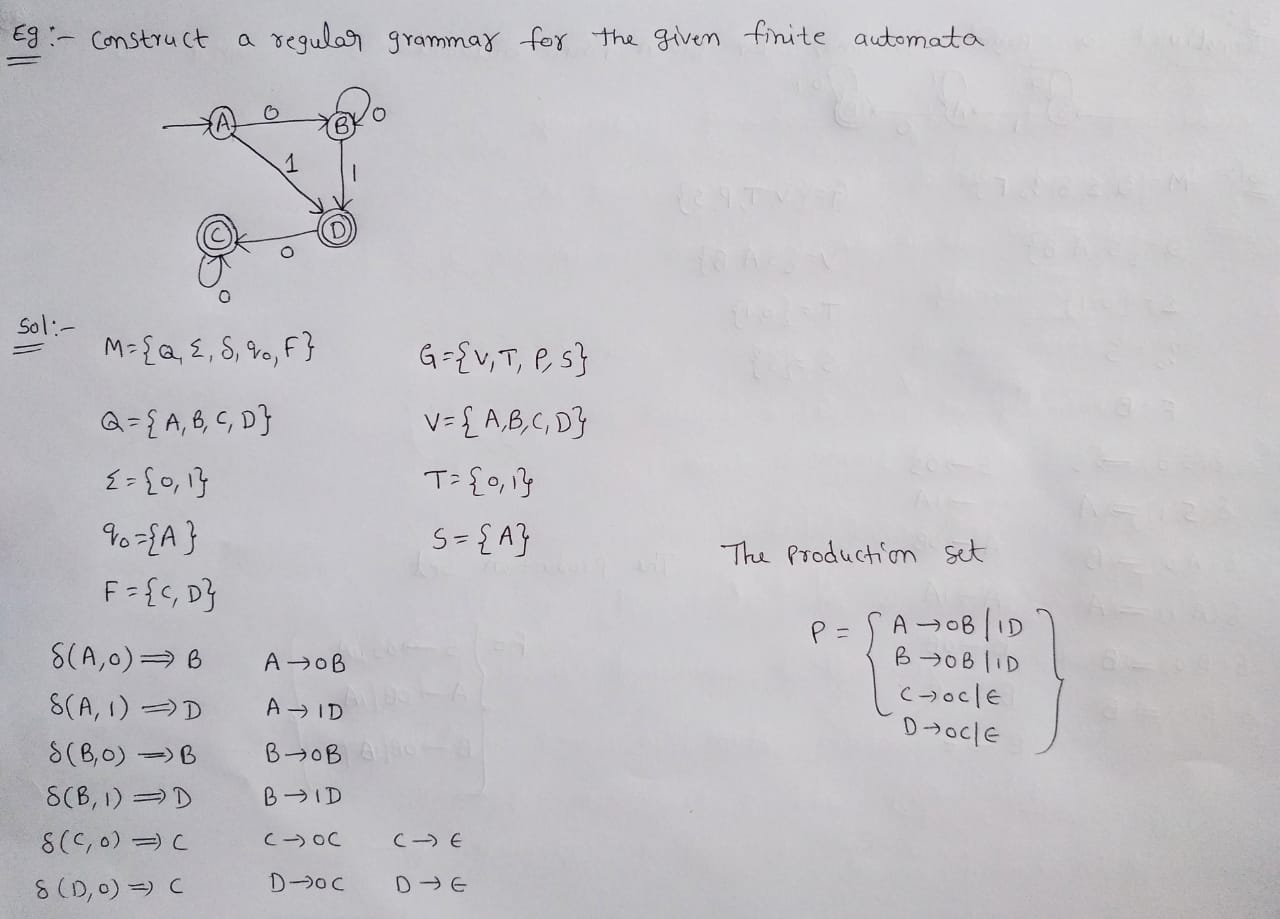 Eg :- Construct a regular grammar for the given finite automata
A 0 B 0
1 1
C 0 D
0
Sol:-
M={Q, Σ, δ, q₀, F} G={V, T, P, S}
Q={A, B, C, D} V={A,B,C,D}
Σ={0,1} T={0,1}
q₀={A} S={A}
F={C, D}
The Production set
P = { A→0B|1D
B→0B|1D
C→0C|ε
D→0C|ε }
δ(A,0)⇒B A→0B
δ(A,1)⇒D A→1D
δ(B,0)⇒B B→0B
δ(B,1)⇒D B→1D
δ(C,0)⇒C C→0C C→ε
δ(D,0)⇒C D→0C D→ε